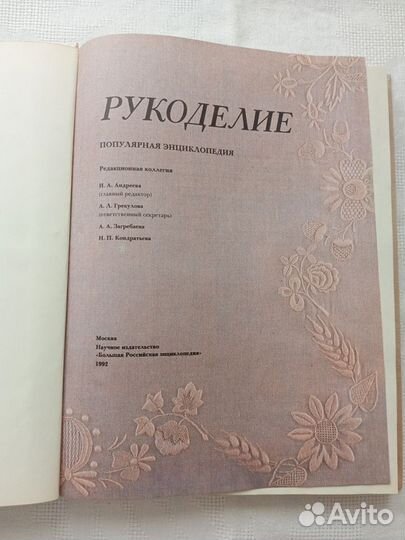 РУКОДЕЛИЕ
ПОПУЛЯРНАЯ ЭНЦИКЛОПЕДИЯ
Редакционная коллегия
И. А. Андреева
(главный редактор)
А. Л. Грекулова
(ответственный секретарь)
А. А. Загребаева
Н. П. Кондратьева
Москва
Научное издательство
«Большая Российская энциклопедия»
1992
Avito